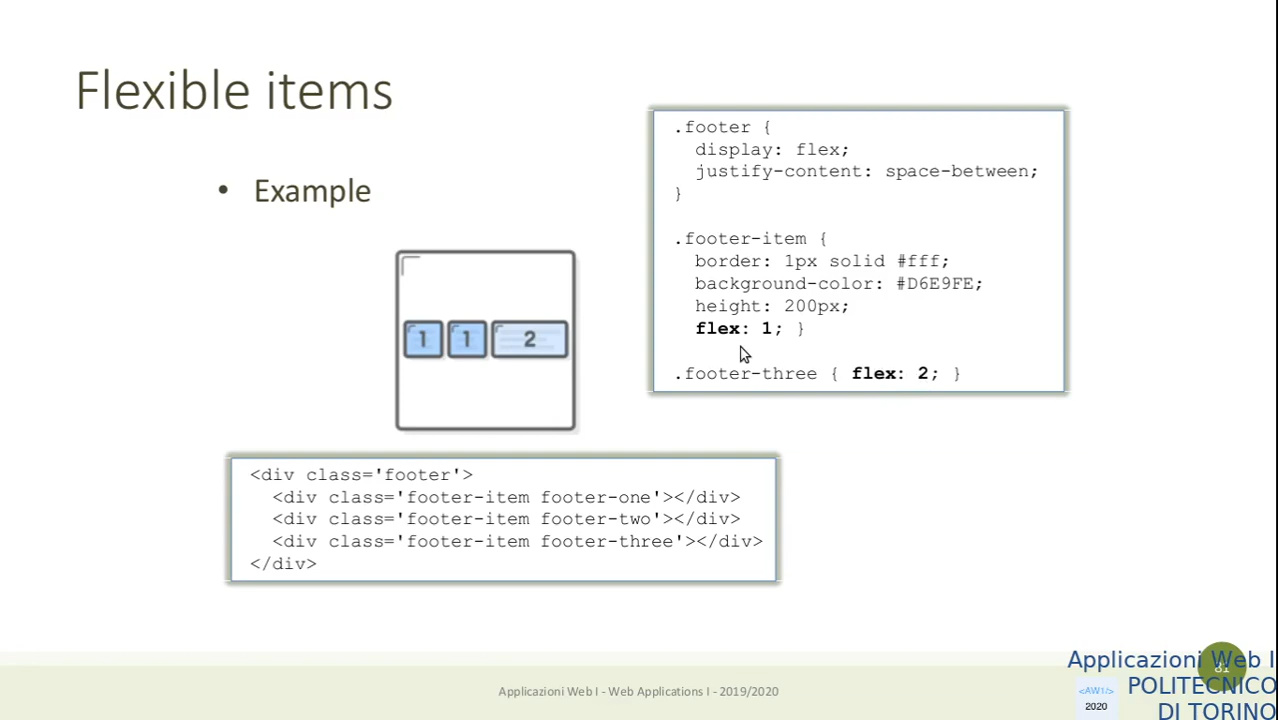 Flexible items
• Example
.footer {
display: flex;
justify-content: space-between;
}
.footer-item {
border: 1px solid #fff;
background-color: #D6E9FE;
height: 200px;
flex: 1; }
.footer-three { flex: 2; }
1 1 2
<div class='footer'>
<div class='footer-item footer-one'></div>
<div class='footer-item footer-two'></div>
<div class='footer-item footer-three'></div>
</div>
Applicazioni Web I - Web Applications I - 2019/2020
Applicazioni Web I
POLITECNICO
DI TORINO
<AW1/>
2020